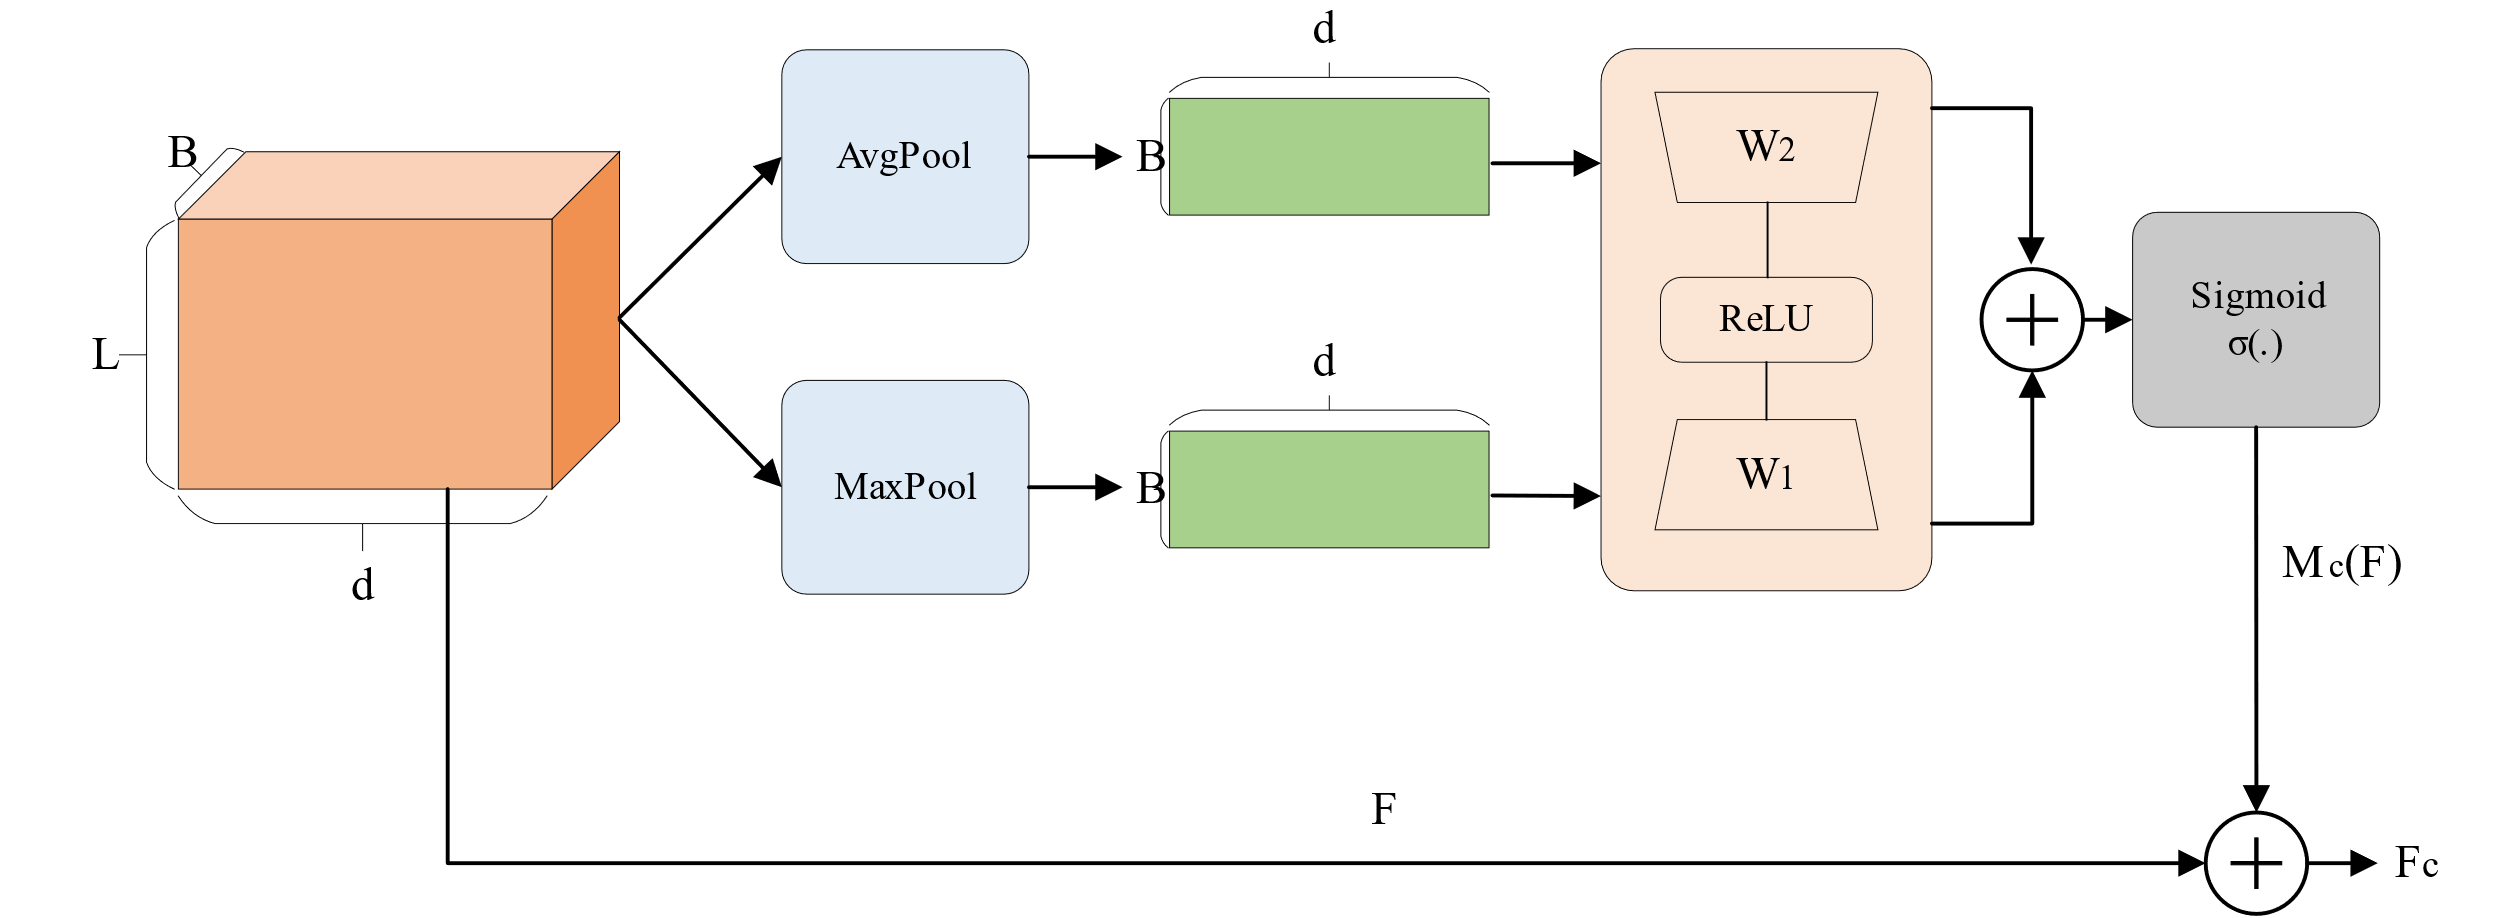 d
B
AvgPool
B
W2
L
d
ReLU
Sigmoid
σ(.)
MaxPool
B
W1
d
Mc(F)
F
Fc